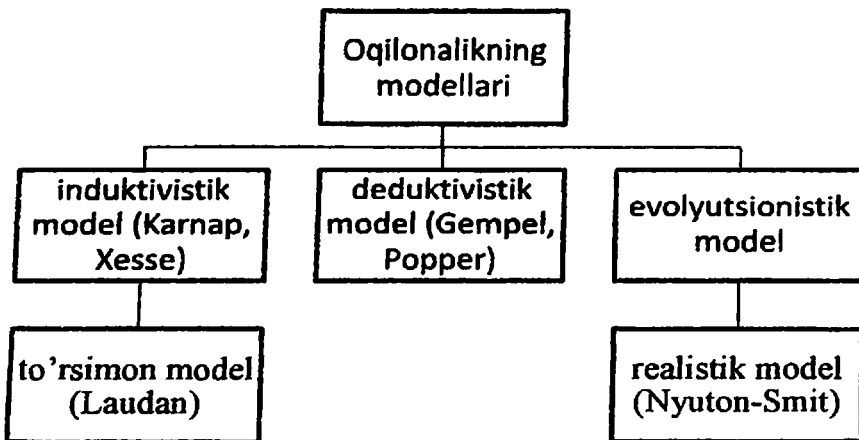 Oqilonalikning
modellari
induktivistik
model (Karnap,
Xesse)
deduktivistik
model (Gempel,
Popper)
evolyutsionistik
model
to'rsimon model
(Laudan)
realistik model
(Nyuton-Smit)